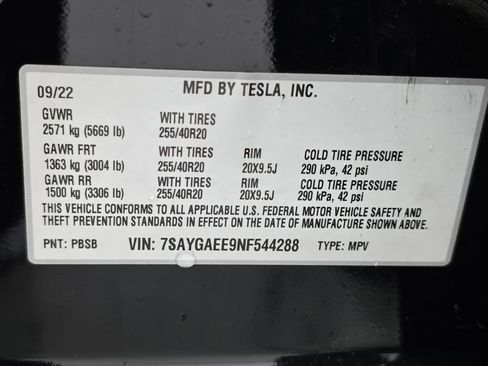 09/22 MFD BY TESLA, INC.
GVWR WITH TIRES
2571 kg (5669 lb) 255/40R20
GAWR FRT WITH TIRES RIM COLD TIRE PRESSURE
1363 kg (3004 lb) 255/40R20 20X9.5J 290 kPa, 42 psi
GAWR RR WITH TIRES RIM COLD TIRE PRESSURE
1500 kg (3306 lb) 255/40R20 20X9.5J 290 kPa, 42 psi
THIS VEHICLE CONFORMS TO ALL APPLICABLE U.S. FEDERAL MOTOR VEHICLE SAFETY AND
THEFT PREVENTION STANDARDS IN EFFECT ON THE DATE OF MANUFACTURE SHOWN ABOVE.
PNT: PBSB VIN: 7SAYGAEE9NF544288 TYPE: MPV